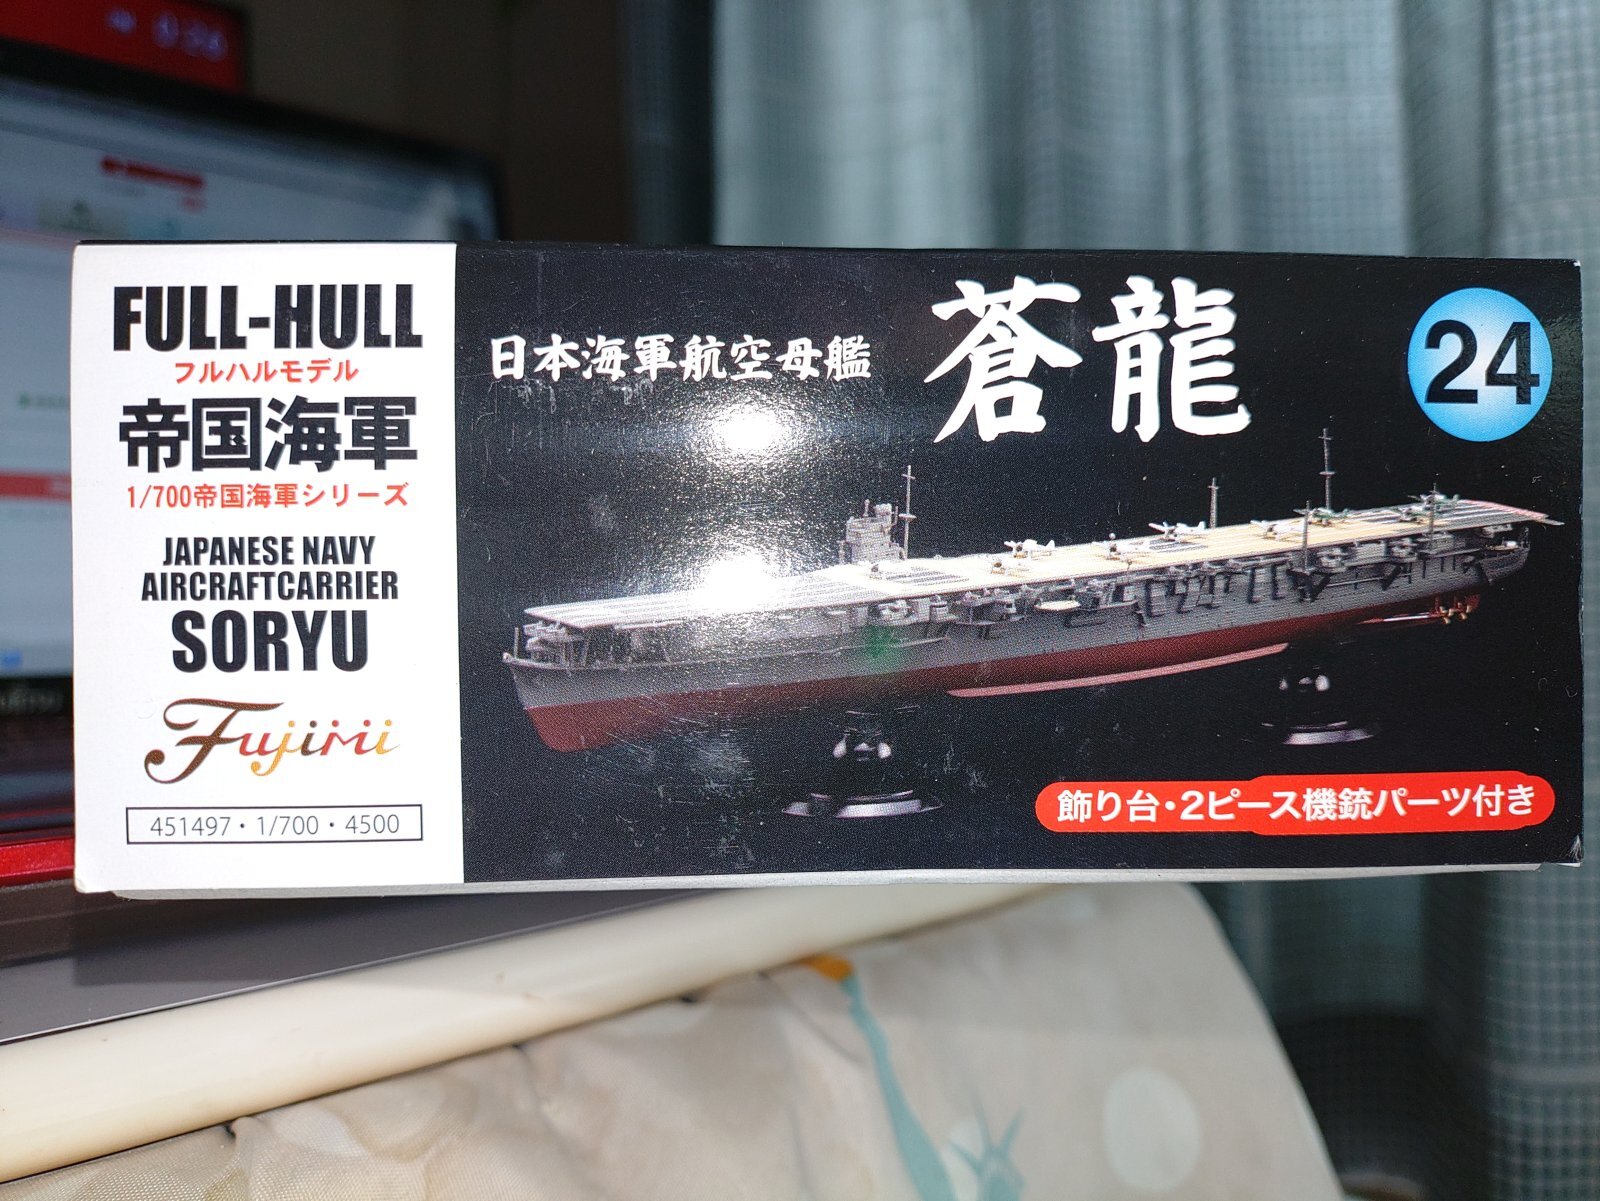 FULL-HULL
フルハルモデル
帝国海軍
1/700帝国海軍シリーズ
JAPANESE NAVY
AIRCRAFTCARRIER
SORYU
Fujimi
451497・1/700・4500
日本海軍航空母艦
蒼龍
24
飾り台・2ピース機銃パーツ付き